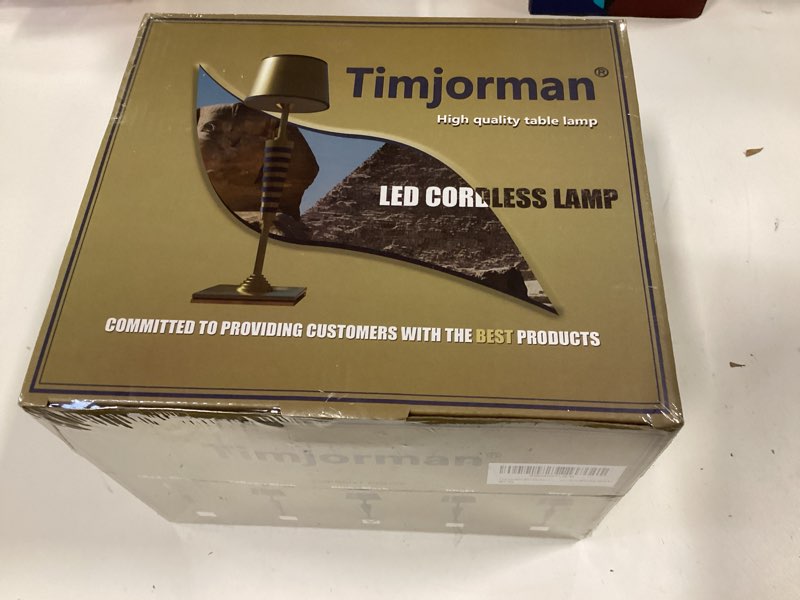 Timjorman®
High quality table lamp
LED CORDLESS LAMP
COMMITTED TO PROVIDING CUSTOMERS WITH THE BEST PRODUCTS
Timjorman®